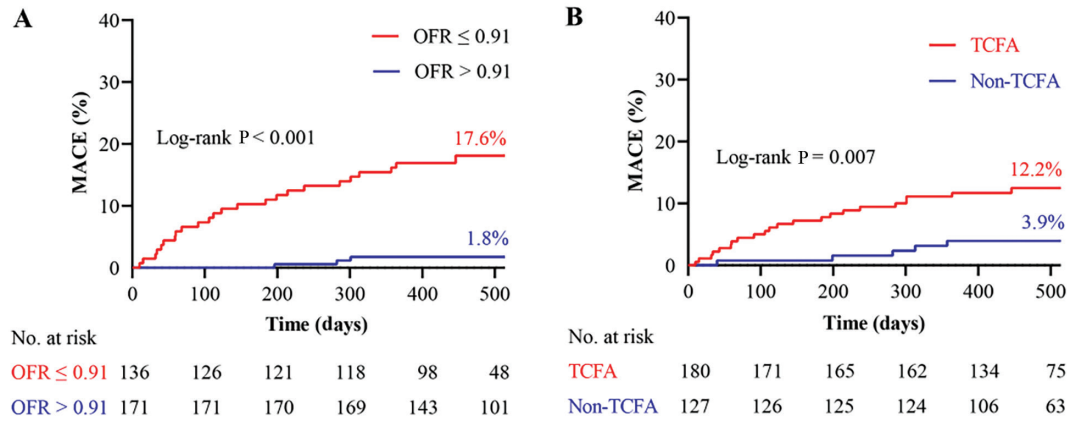 A
40
30
20
10
0
MACE (%)
OFR ≤ 0.91
OFR > 0.91
Log-rank P < 0.001
17.6%
1.8%
0 100 200 300 400 500
Time (days)
No. at risk
OFR ≤ 0.91 136 126 121 118 98 48
OFR > 0.91 171 171 170 169 143 101
B
40
30
20
10
0
MACE (%)
TCFA
Non-TCFA
Log-rank P = 0.007
12.2%
3.9%
0 100 200 300 400 500
Time (days)
No. at risk
TCFA 180 171 165 162 134 75
Non-TCFA 127 126 125 124 106 63